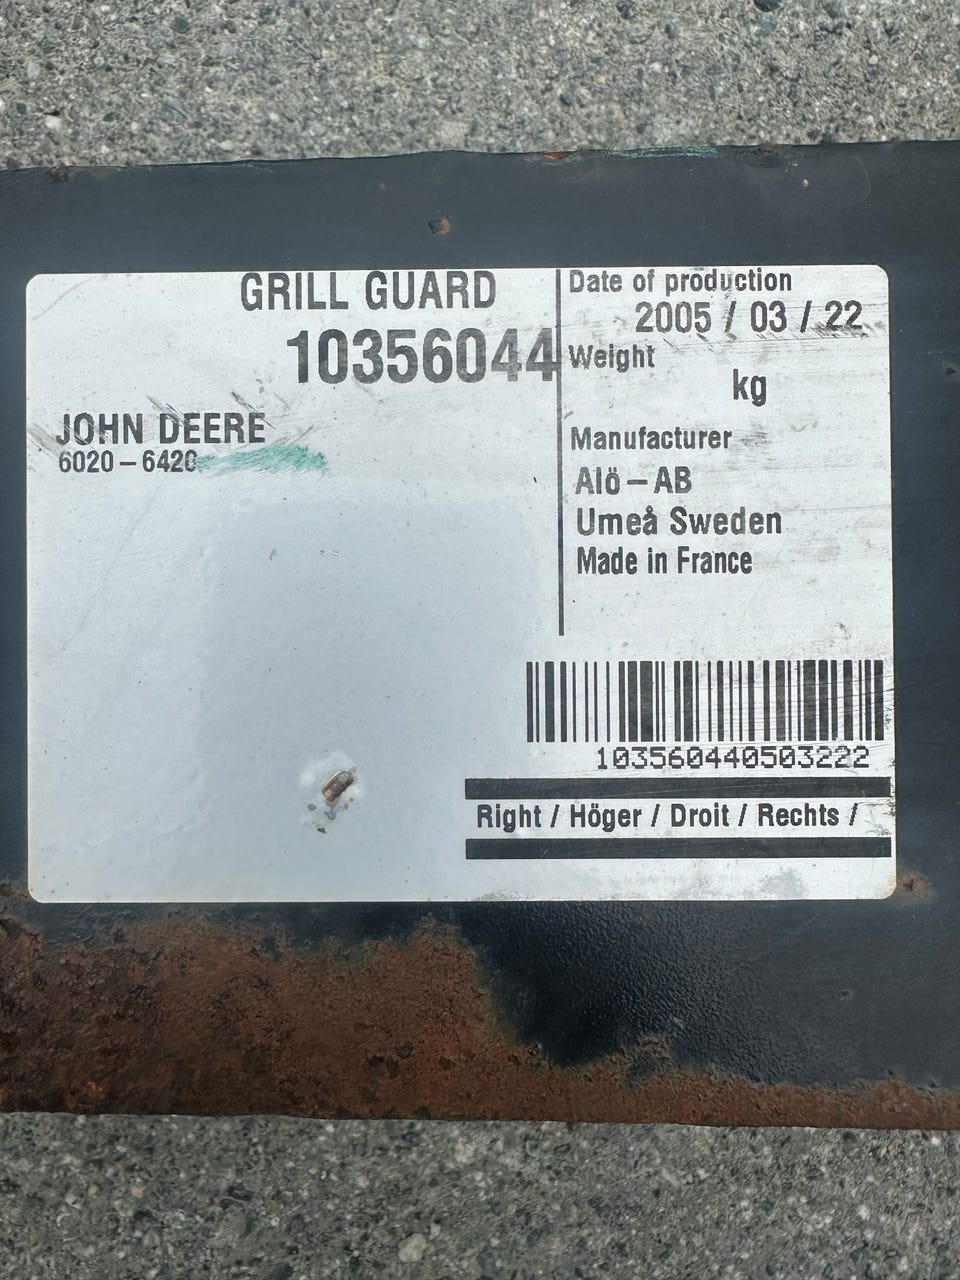 GRILL GUARD
10356044
JOHN DEERE
6020 – 6420
Date of production
2005 / 03 / 22
Weight
kg
Manufacturer
Alö – AB
Umeå Sweden
Made in France
103560440503222
Right / Höger / Droit / Rechts /